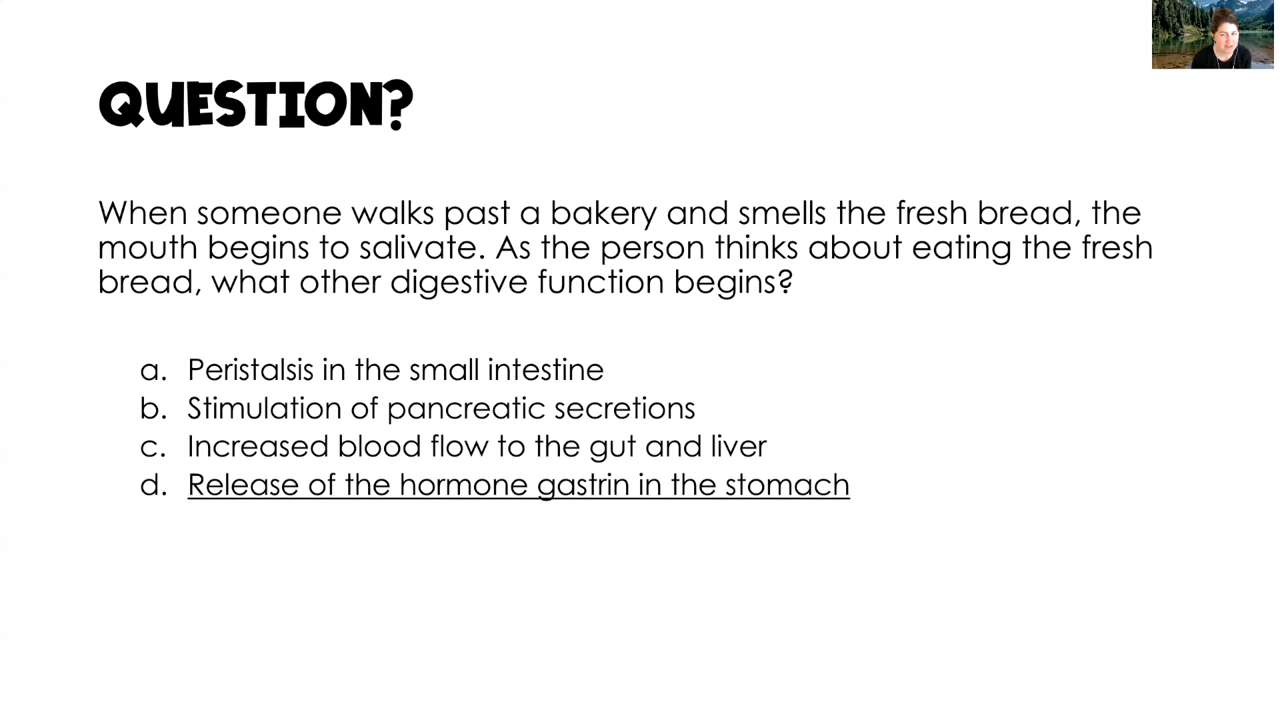 QUESTION?
When someone walks past a bakery and smells the fresh bread, the
mouth begins to salivate. As the person thinks about eating the fresh
bread, what other digestive function begins?
a. Peristalsis in the small intestine
b. Stimulation of pancreatic secretions
c. Increased blood flow to the gut and liver
d. Release of the hormone gastrin in the stomach